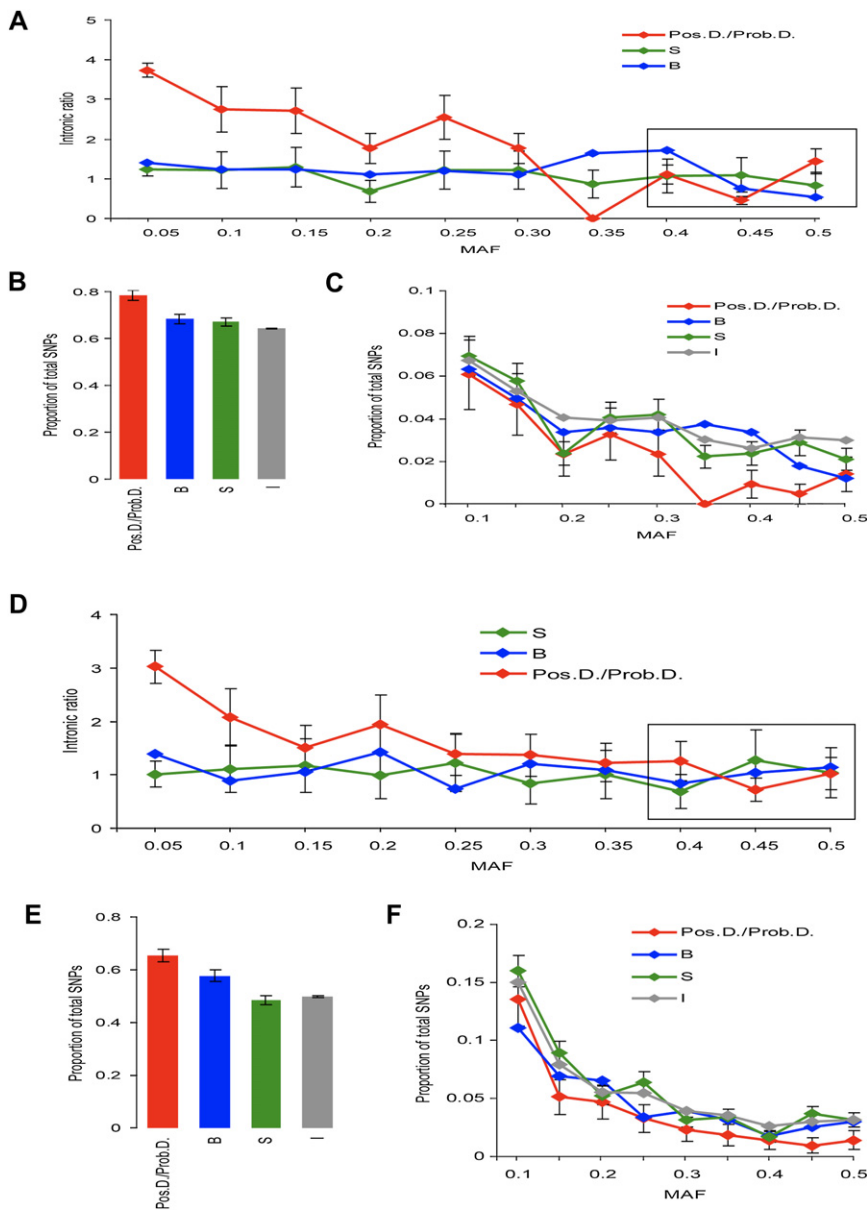 A
Intronic ratio
5
4
3
2
1
0
Pos.D./Prob.D.
S
B
0.05 0.1 0.15 0.2 0.25 0.30 0.35 0.4 0.45 0.5
MAF
B
Proportion of total SNPs
0.8
0.6
0.4
0.2
0
Pos.D./Prob.D.
B
S
I
C
Proportion of total SNPs
0.1
0.08
0.06
0.04
0.02
0
Pos.D./Prob.D.
B
S
I
0.1 0.2 0.3 0.4 0.5
MAF
D
Intronic ratio
4
3
2
1
0
S
B
Pos.D./Prob.D.
0.05 0.1 0.15 0.2 0.25 0.3 0.35 0.4 0.45 0.5
MAF
E
Proportion of total SNPs
0.8
0.6
0.4
0.2
0
Pos.D./Prob.D.
B
S
I
F
Proportion of total SNPs
0.2
0.15
0.1
0.05
0
Pos.D./Prob.D.
B
S
I
0.1 0.2 0.3 0.4 0.5
MAF